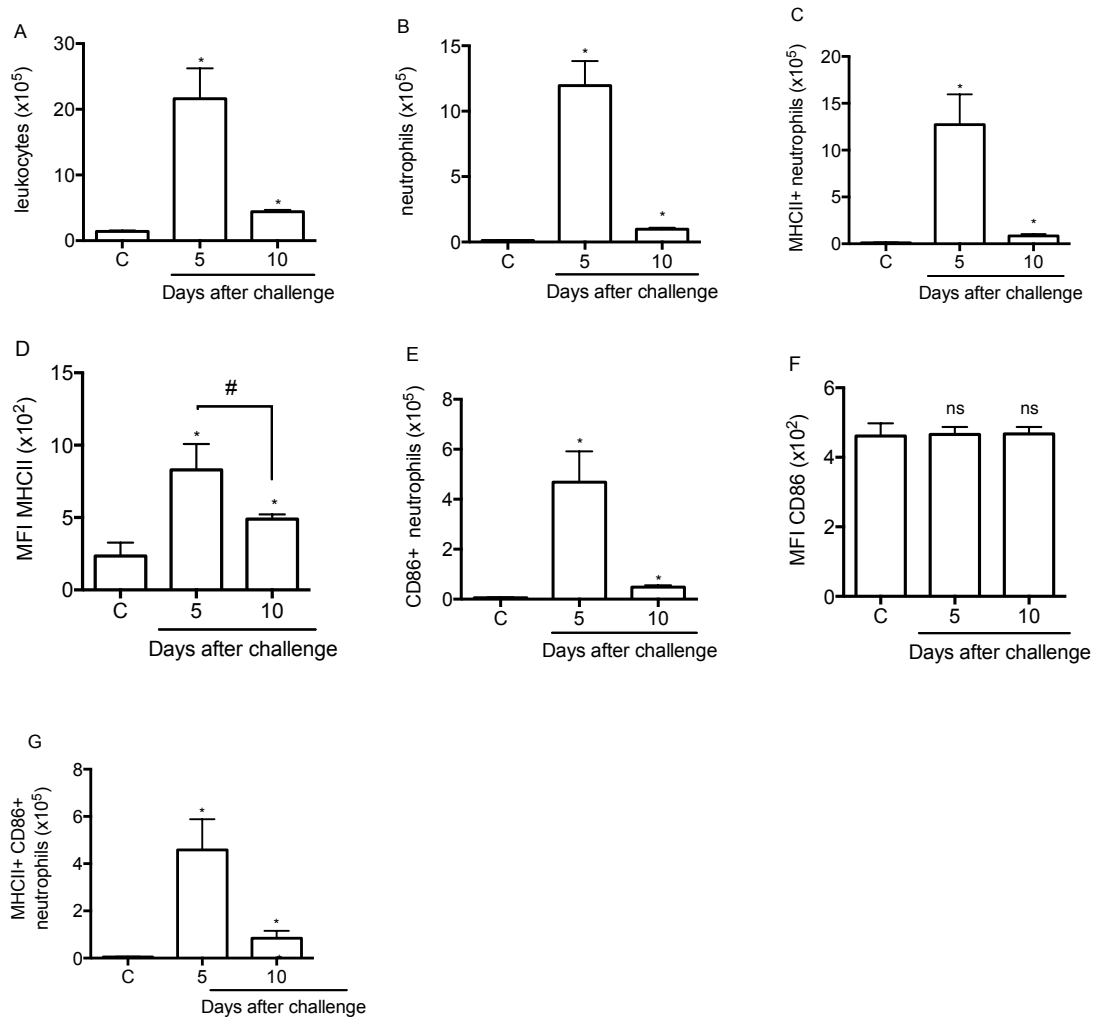 A
leukocytes (x10⁵)
30
20
10
0
*
*
C 5 10
Days after challenge
B
neutrophils (x10⁵)
15
10
5
0
*
*
C 5 10
Days after challenge
C
MHCII+ neutrophils (x10⁵)
20
15
10
5
0
*
*
C 5 10
Days after challenge
D
MFI MHCII (x10²)
15
10
5
0
#
*
*
C 5 10
Days after challenge
E
CD86+ neutrophils (x10⁵)
8
6
4
2
0
*
*
C 5 10
Days after challenge
F
MFI CD86 (x10²)
6
4
2
0
ns ns
C 5 10
Days after challenge
G
MHCII+ CD86+
neutrophils (x10⁵)
8
6
4
2
0
*
*
C 5 10
Days after challenge